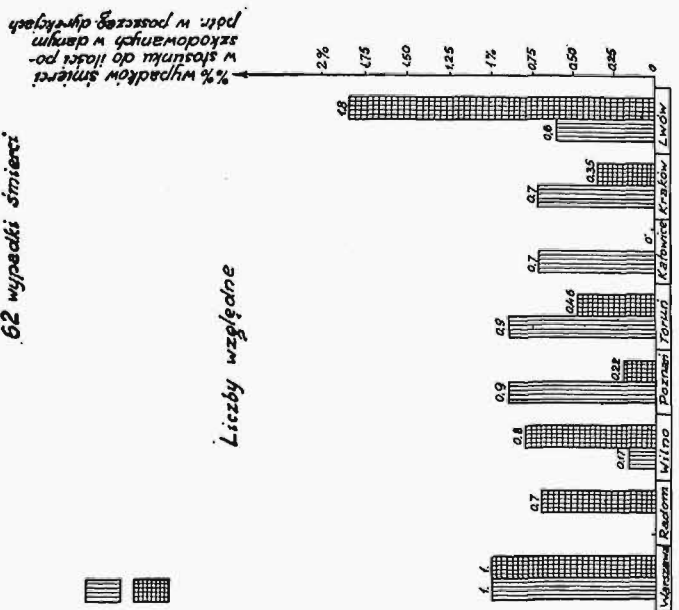 62 wypadki śmierci
Liczby względne
%% wypadków śmierci
w stosunku do ilości po-
szkodowanych w danym
potr. w poszczeg. dyrekcjach
2%
1,75
1,50
1,25
1%
0,75
0,50
0,25
0
1. 1.
0,7
0,17 0,8
0,9 0,22
0,9 0,46
0,7 0
0,7 0,35
0,6 1,8
Warszawa Radom Wilno Poznań Toruń Katowice Kraków Lwów